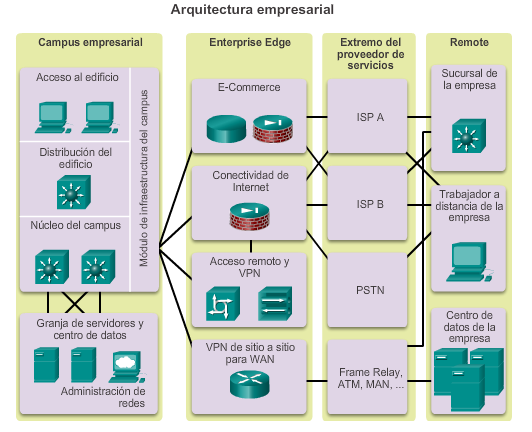 Arquitectura empresarial
Campus empresarial
Acceso al edificio
Distribución del
edificio
Núcleo del campus
Módulo de infraestructura del campus
Granja de servidores y
centro de datos
Administración de
redes
Enterprise Edge
E-Commerce
Conectividad de
Internet
Acceso remoto y
VPN
VPN de sitio a sitio
para WAN
Extremo del
proveedor de
servicios
ISP A
ISP B
PSTN
Frame Relay,
ATM, MAN, ...
Remote
Sucursal de
la empresa
Trabajador a
distancia de la
empresa
Centro de
datos de la
empresa